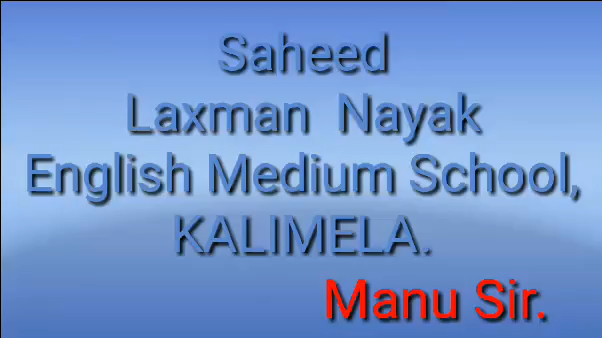 Saheed
Laxman Nayak
English Medium School,
KALIMELA.
Manu Sir.